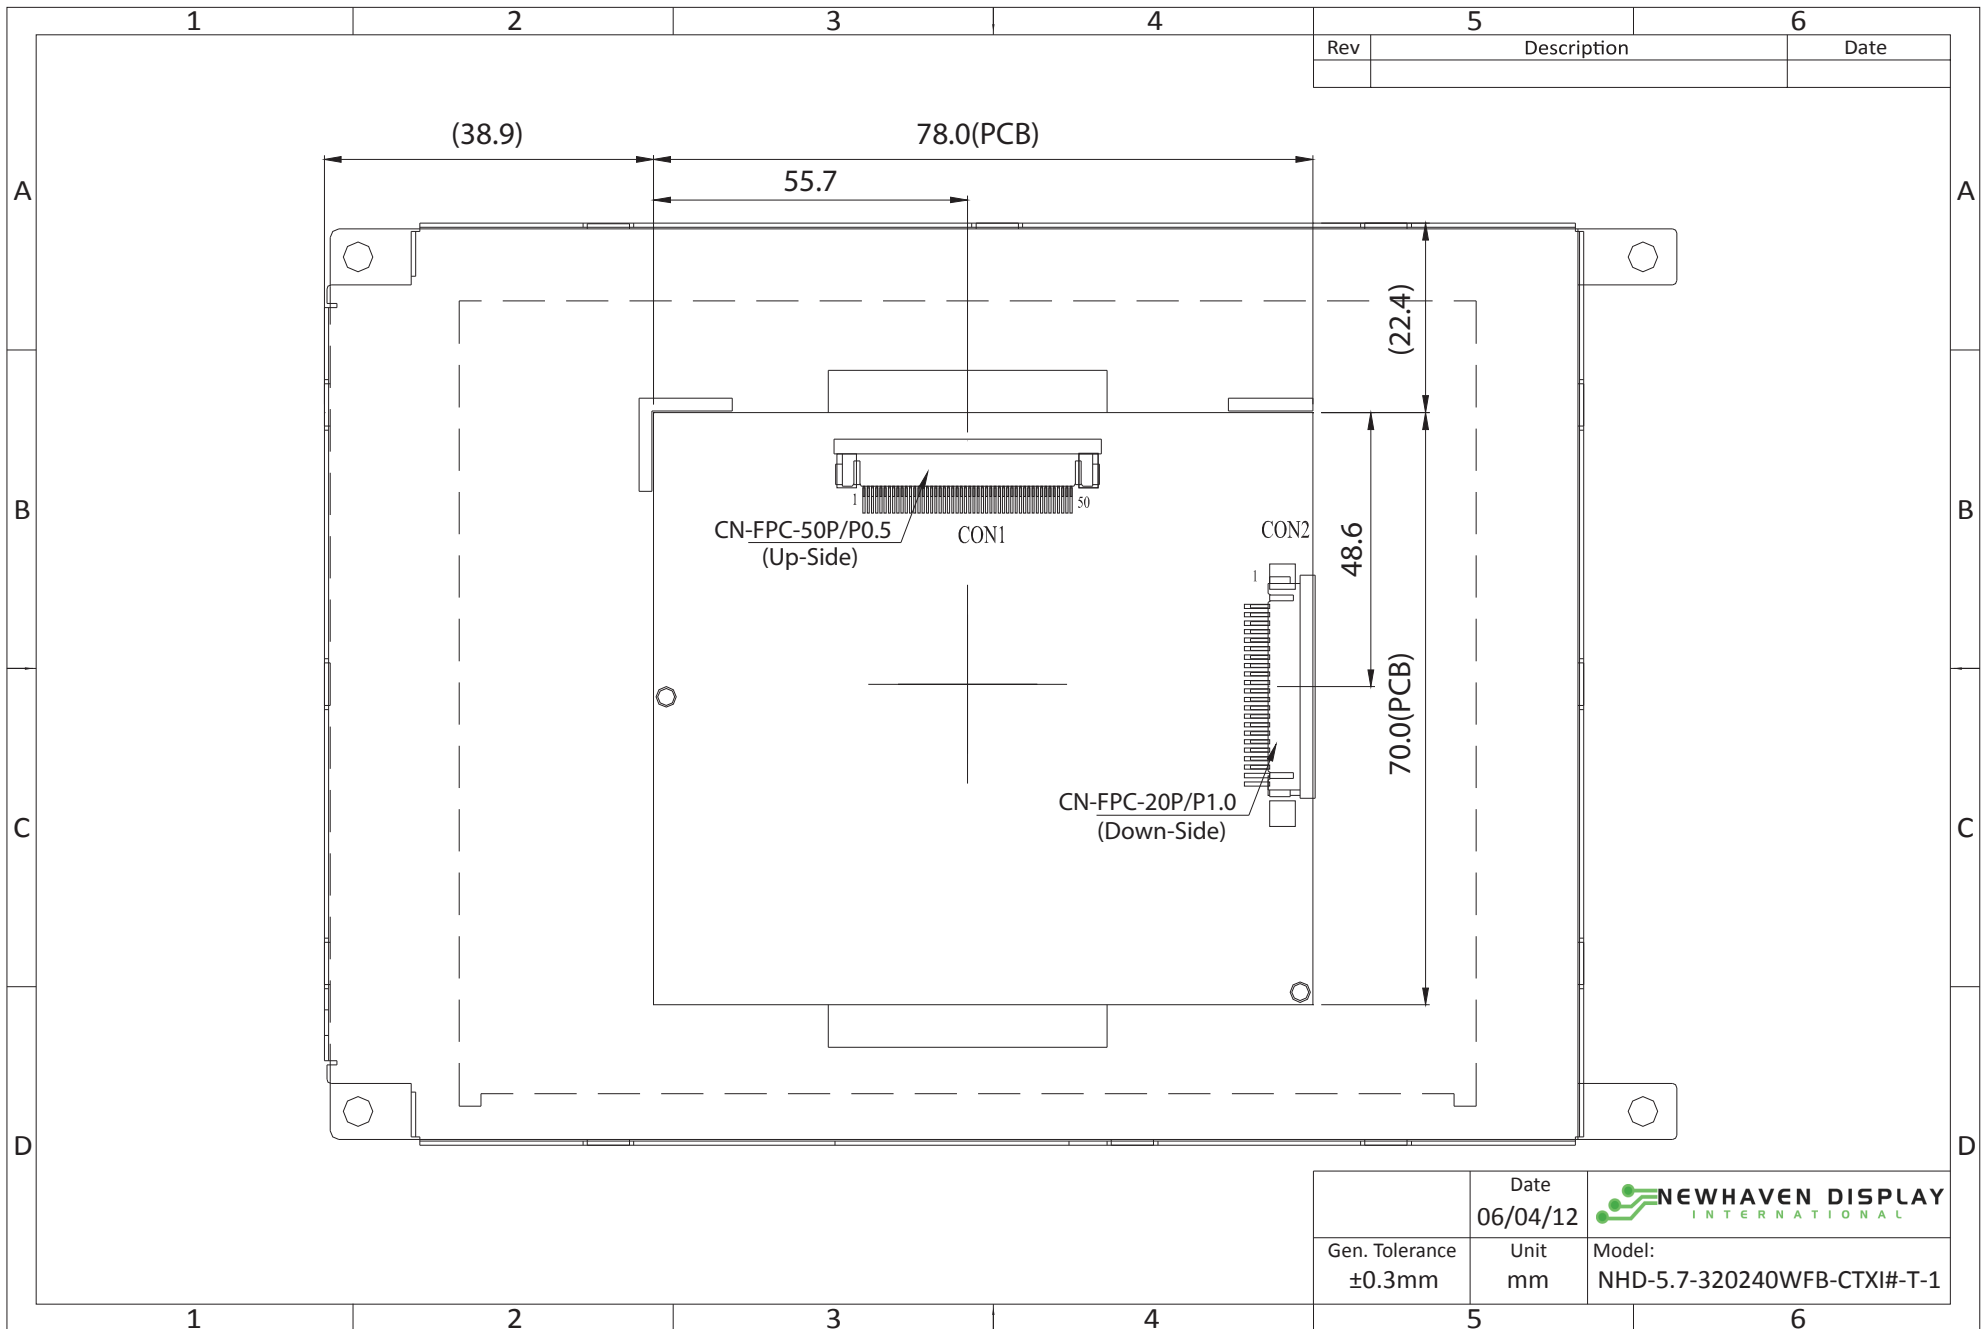 1 2 3 4 5 6
Rev Description Date
(38.9) 78.0(PCB)
55.7
A A
(22.4)
B B
1 50
CN-FPC-50P/P0.5
(Up-Side)
CON1
CON2
48.6
1
70.0(PCB)
CN-FPC-20P/P1.0
(Down-Side)
C C
D D
Date
06/04/12
NEWHAVEN DISPLAY
INTERNATIONAL
Gen. Tolerance
±0.3mm
Unit
mm
Model:
NHD-5.7-320240WFB-CTXI#-T-1
1 2 3 4 5 6